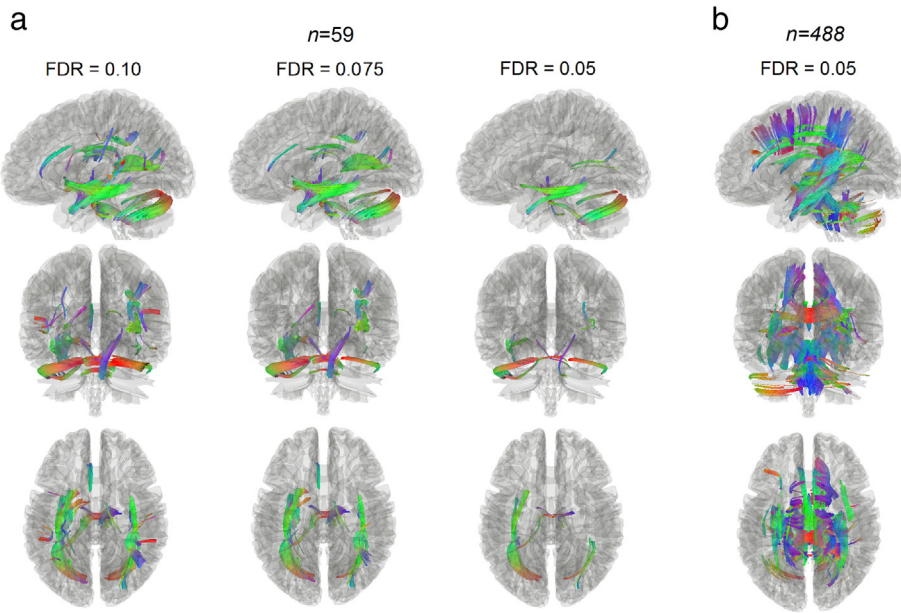 a
b
n=59
n=488
FDR = 0.10
FDR = 0.075
FDR = 0.05
FDR = 0.05